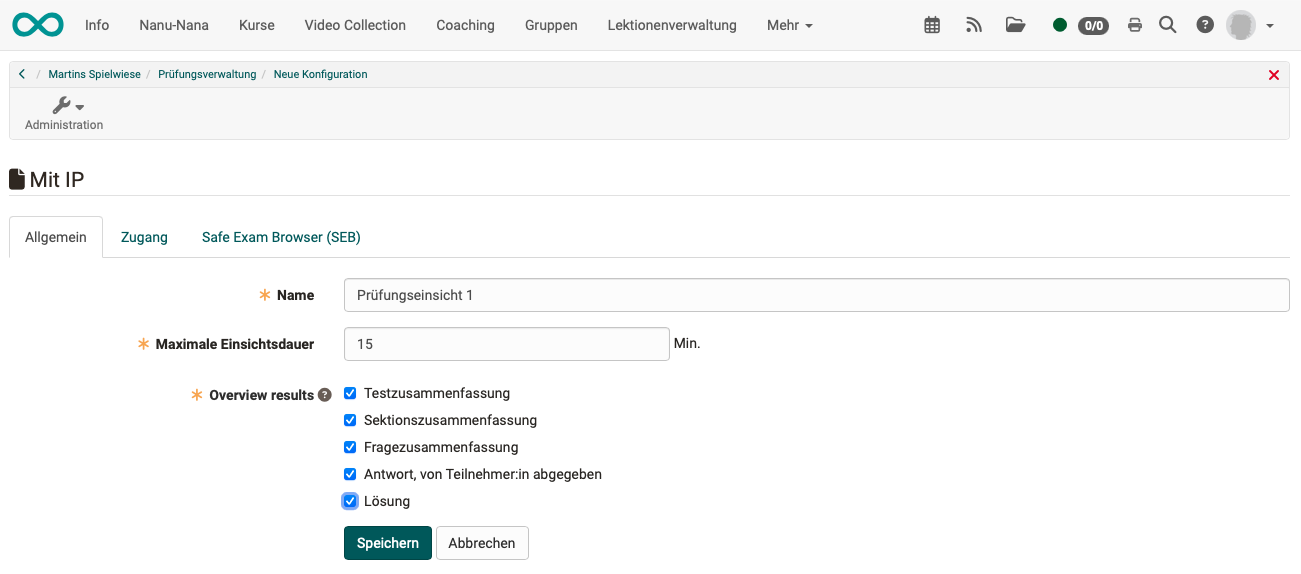 Info Nanu-Nana Kurse Video Collection Coaching Gruppen Lektionenverwaltung Mehr 0/0 ?
/ Martins Spielwiese / Prüfungsverwaltung / Neue Konfiguration
Administration
Mit IP
Allgemein Zugang Safe Exam Browser (SEB)
Name Prüfungseinsicht 1
Maximale Einsichtsdauer 15 Min.
Overview results ? Testzusammenfassung
Sektionszusammenfassung
Fragezusammenfassung
Antwort, von Teilnehmer:in abgegeben
Lösung
Speichern Abbrechen